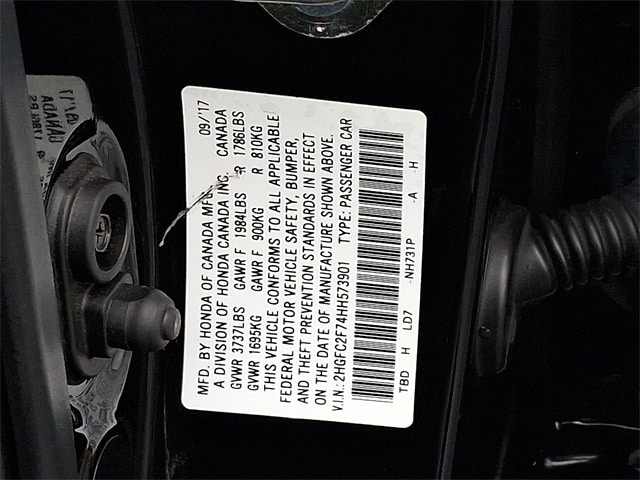 MFD. BY HONDA OF CANADA MFG. 09/17
A DIVISION OF HONDA CANADA INC. CANADA
GVWR 3737LBS GAWR F 1984LBS R 1786LBS
GVWR 1695KG GAWR F 900KG R 810KG
THIS VEHICLE CONFORMS TO ALL APPLICABLE
FEDERAL MOTOR VEHICLE SAFETY, BUMPER,
AND THEFT PREVENTION STANDARDS IN EFFECT
ON THE DATE OF MANUFACTURE SHOWN ABOVE.
V.I.N.: 2HGFC2F74HH573901 TYPE: PASSENGER CAR
TBD H LD7 -NH731P -A H